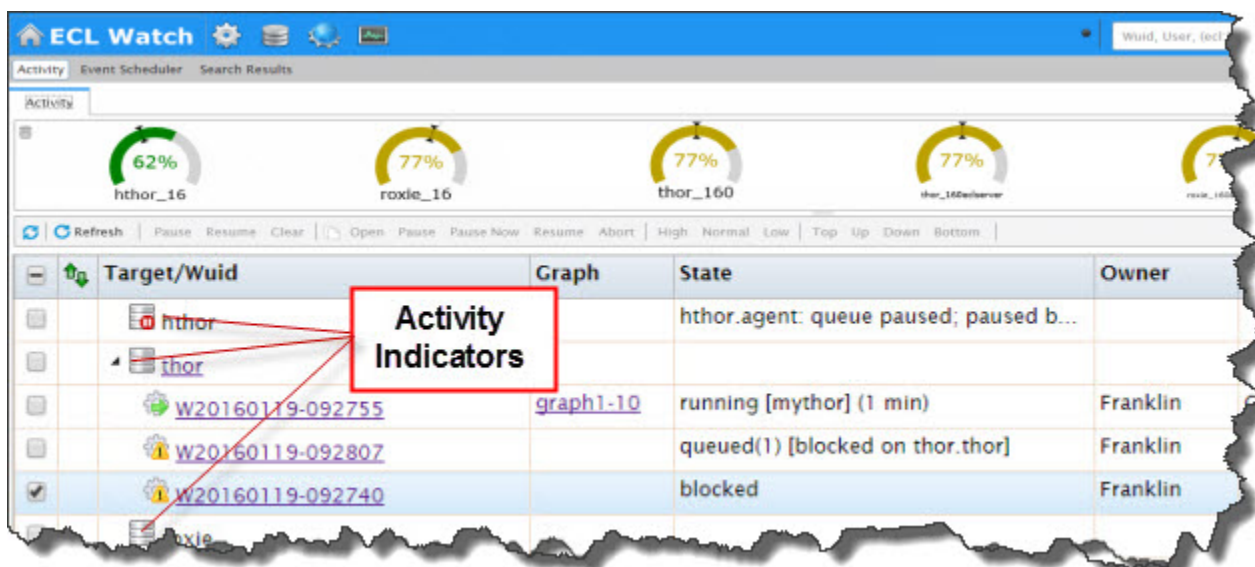 ECL Watch
Wuid, User, (ecl
Activity Event Scheduler Search Results
Activity
62% 77% 77% 77%
hthor_16 roxie_16 thor_160 thor_160eclserver
Refresh Pause Resume Clear Open Pause Pause Now Resume Abort High Normal Low Top Up Down Bottom
Target/Wuid Graph State Owner
hthor hthor.agent: queue paused; paused b...
Activity Indicators
thor
W20160119-092755 graph1-10 running [mythor] (1 min) Franklin
W20160119-092807 queued(1) [blocked on thor.thor] Franklin
W20160119-092740 blocked Franklin
roxie